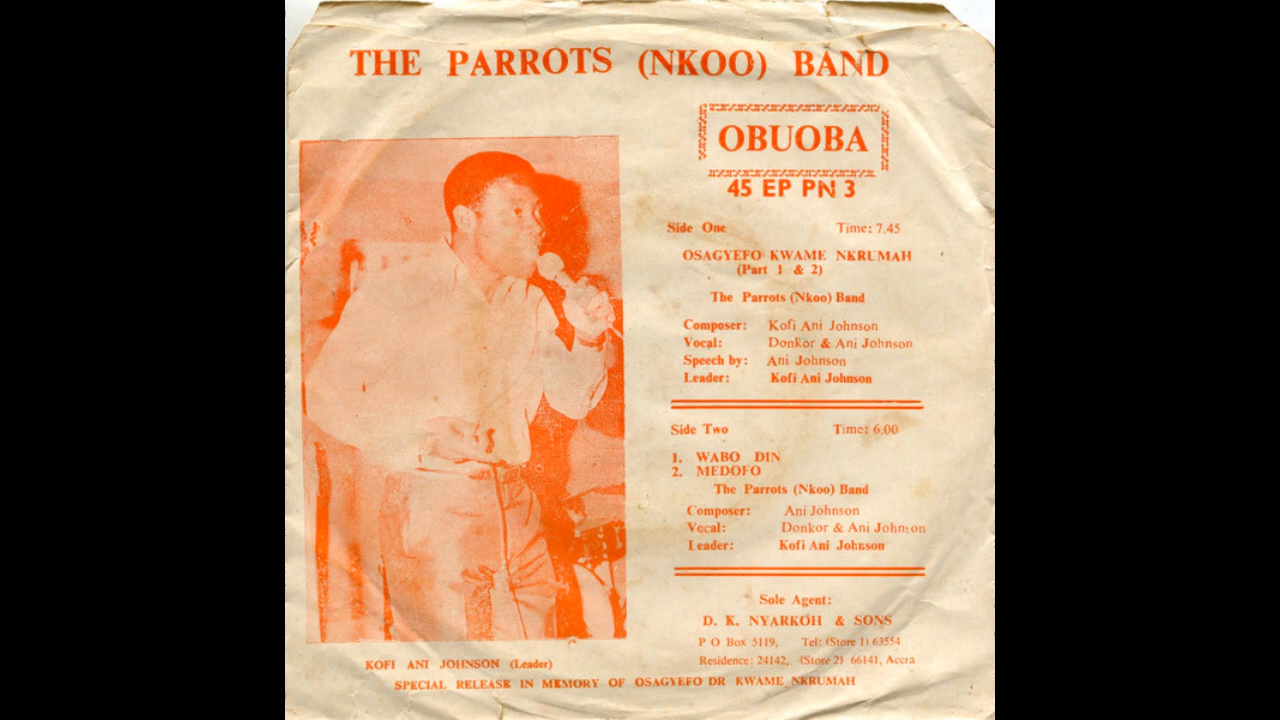 THE PARROTS (NKOO) BAND
OBUOBA
45 EP PN 3
Side One Time: 7.45
OSAGYEFO KWAME NKRUMAH
(Part 1 & 2)
The Parrots (Nkoo) Band
Composer: Kofi Ani Johnson
Vocal: Donkor & Ani Johnson
Speech by: Ani Johnson
Leader: Kofi Ani Johnson
Side Two Time: 6.00
1. WABO DIN
2. MEDOFO
The Parrots (Nkoo) Band
Composer: Ani Johnson
Vocal: Donkor & Ani Johnson
Leader: Kofi Ani Johnson
Sole Agent:
D. K. NYARKOH & SONS
P O Box 5119, Tel: (Store 1) 63554
Residence: 24142, (Store 2) 66141, Accra
KOFI ANI JOHNSON (Leader)
SPECIAL RELEASE IN MEMORY OF OSAGYEFO DR KWAME NKRUMAH